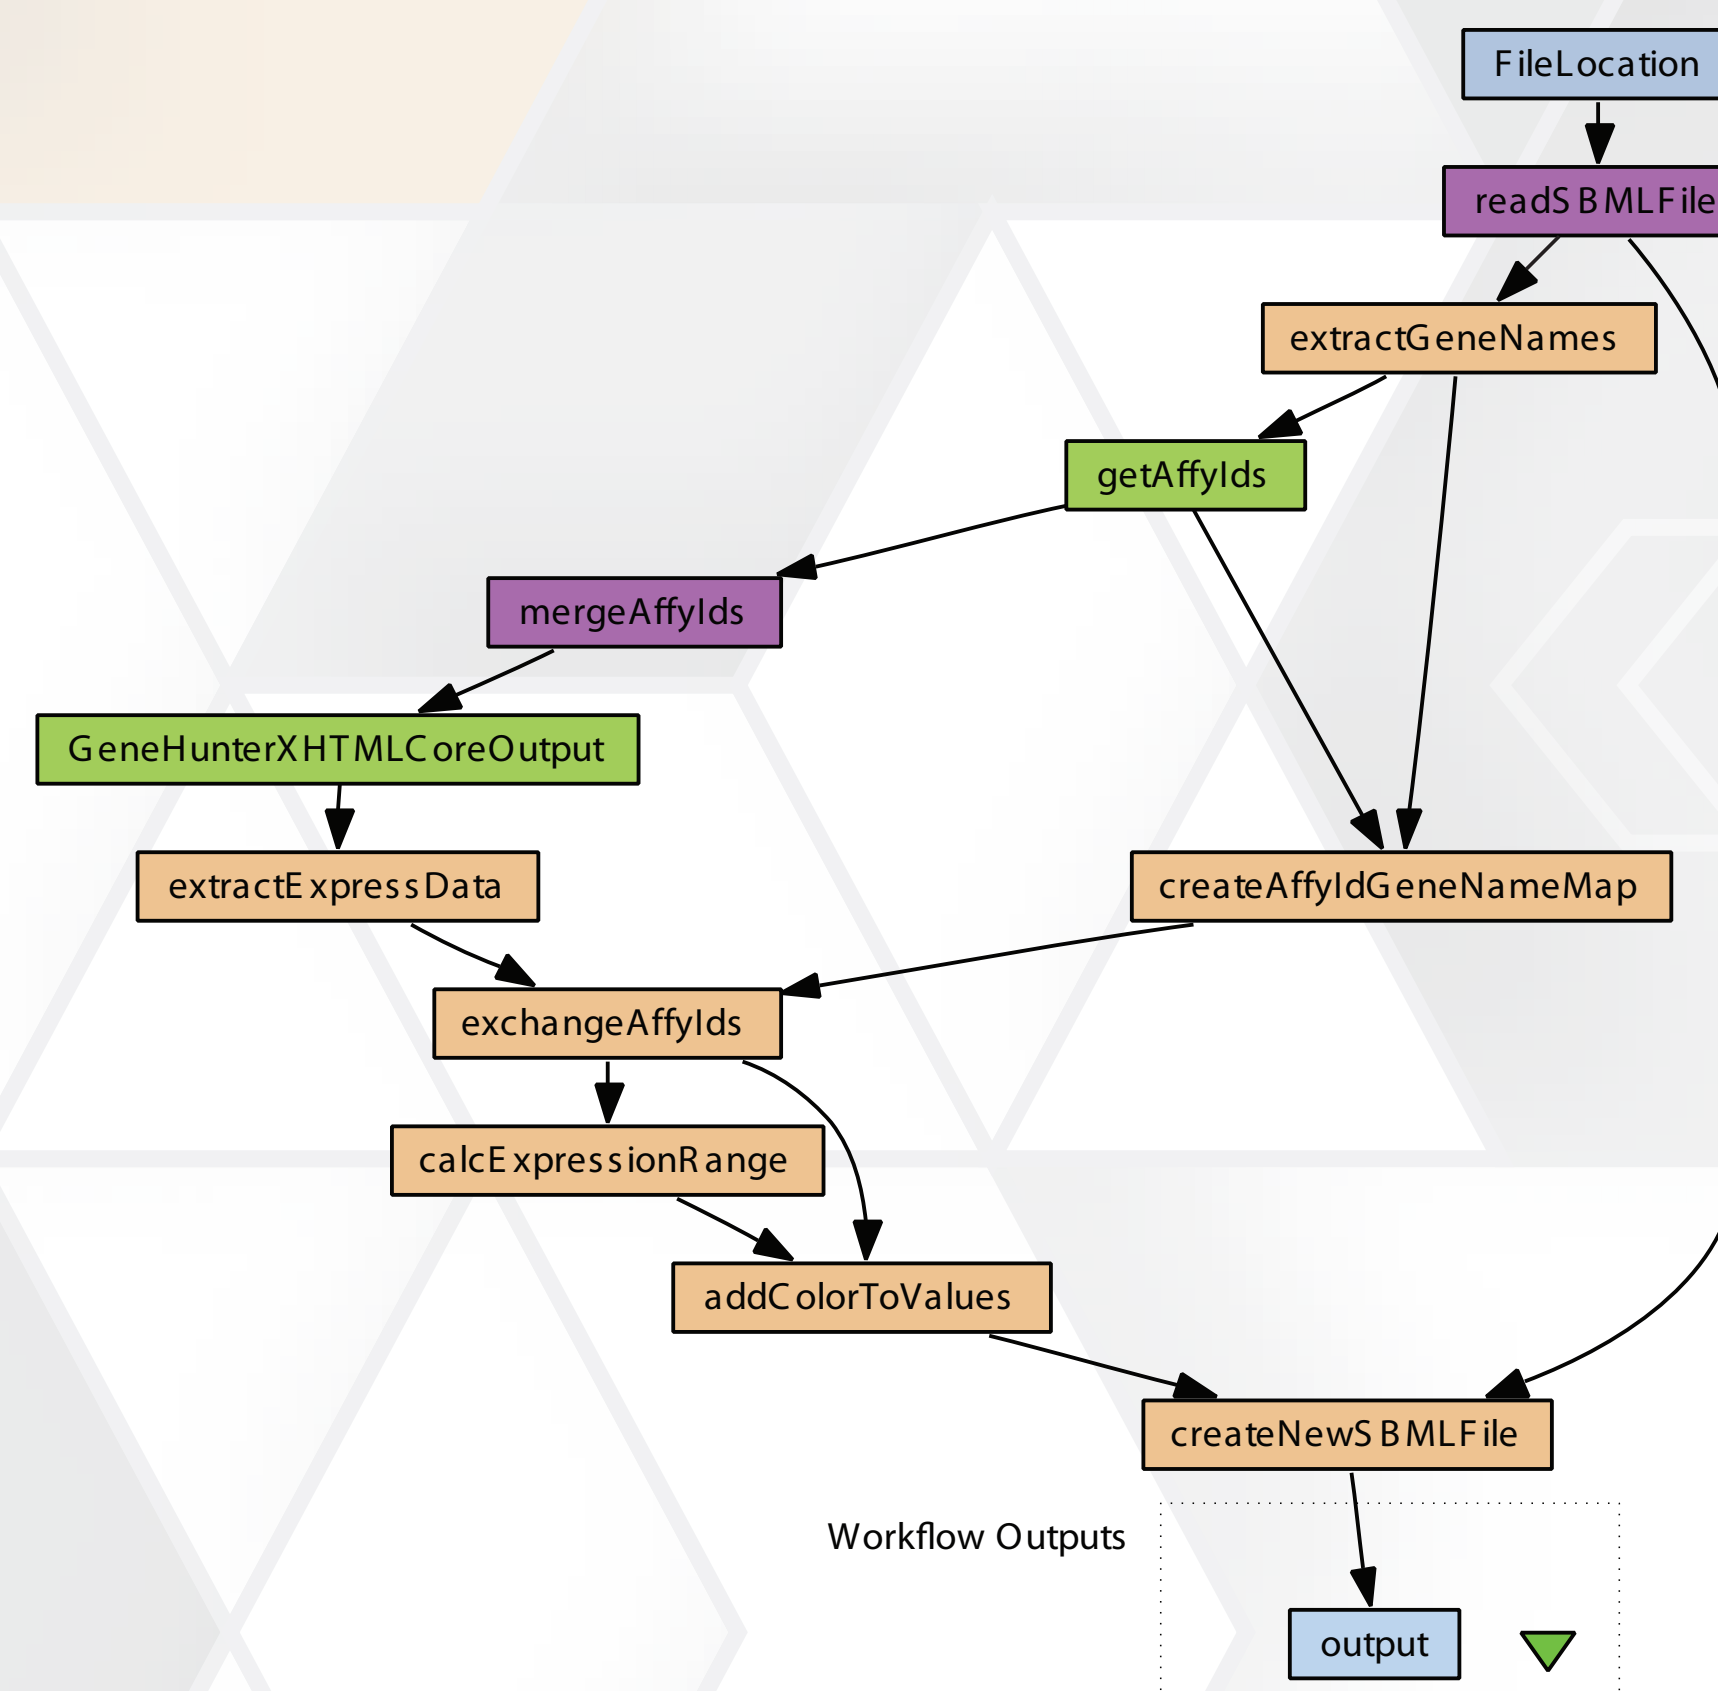 FileLocation
readSBMLFile
extractGeneNames
getAffyIds
mergeAffyIds
GeneHunterXHTMLCoreOutput
extractExpressData
createAffyIdGeneNameMap
exchangeAffyIds
calcExpressionRange
addColorToValues
createNewSBMLFile
Workflow Outputs
output